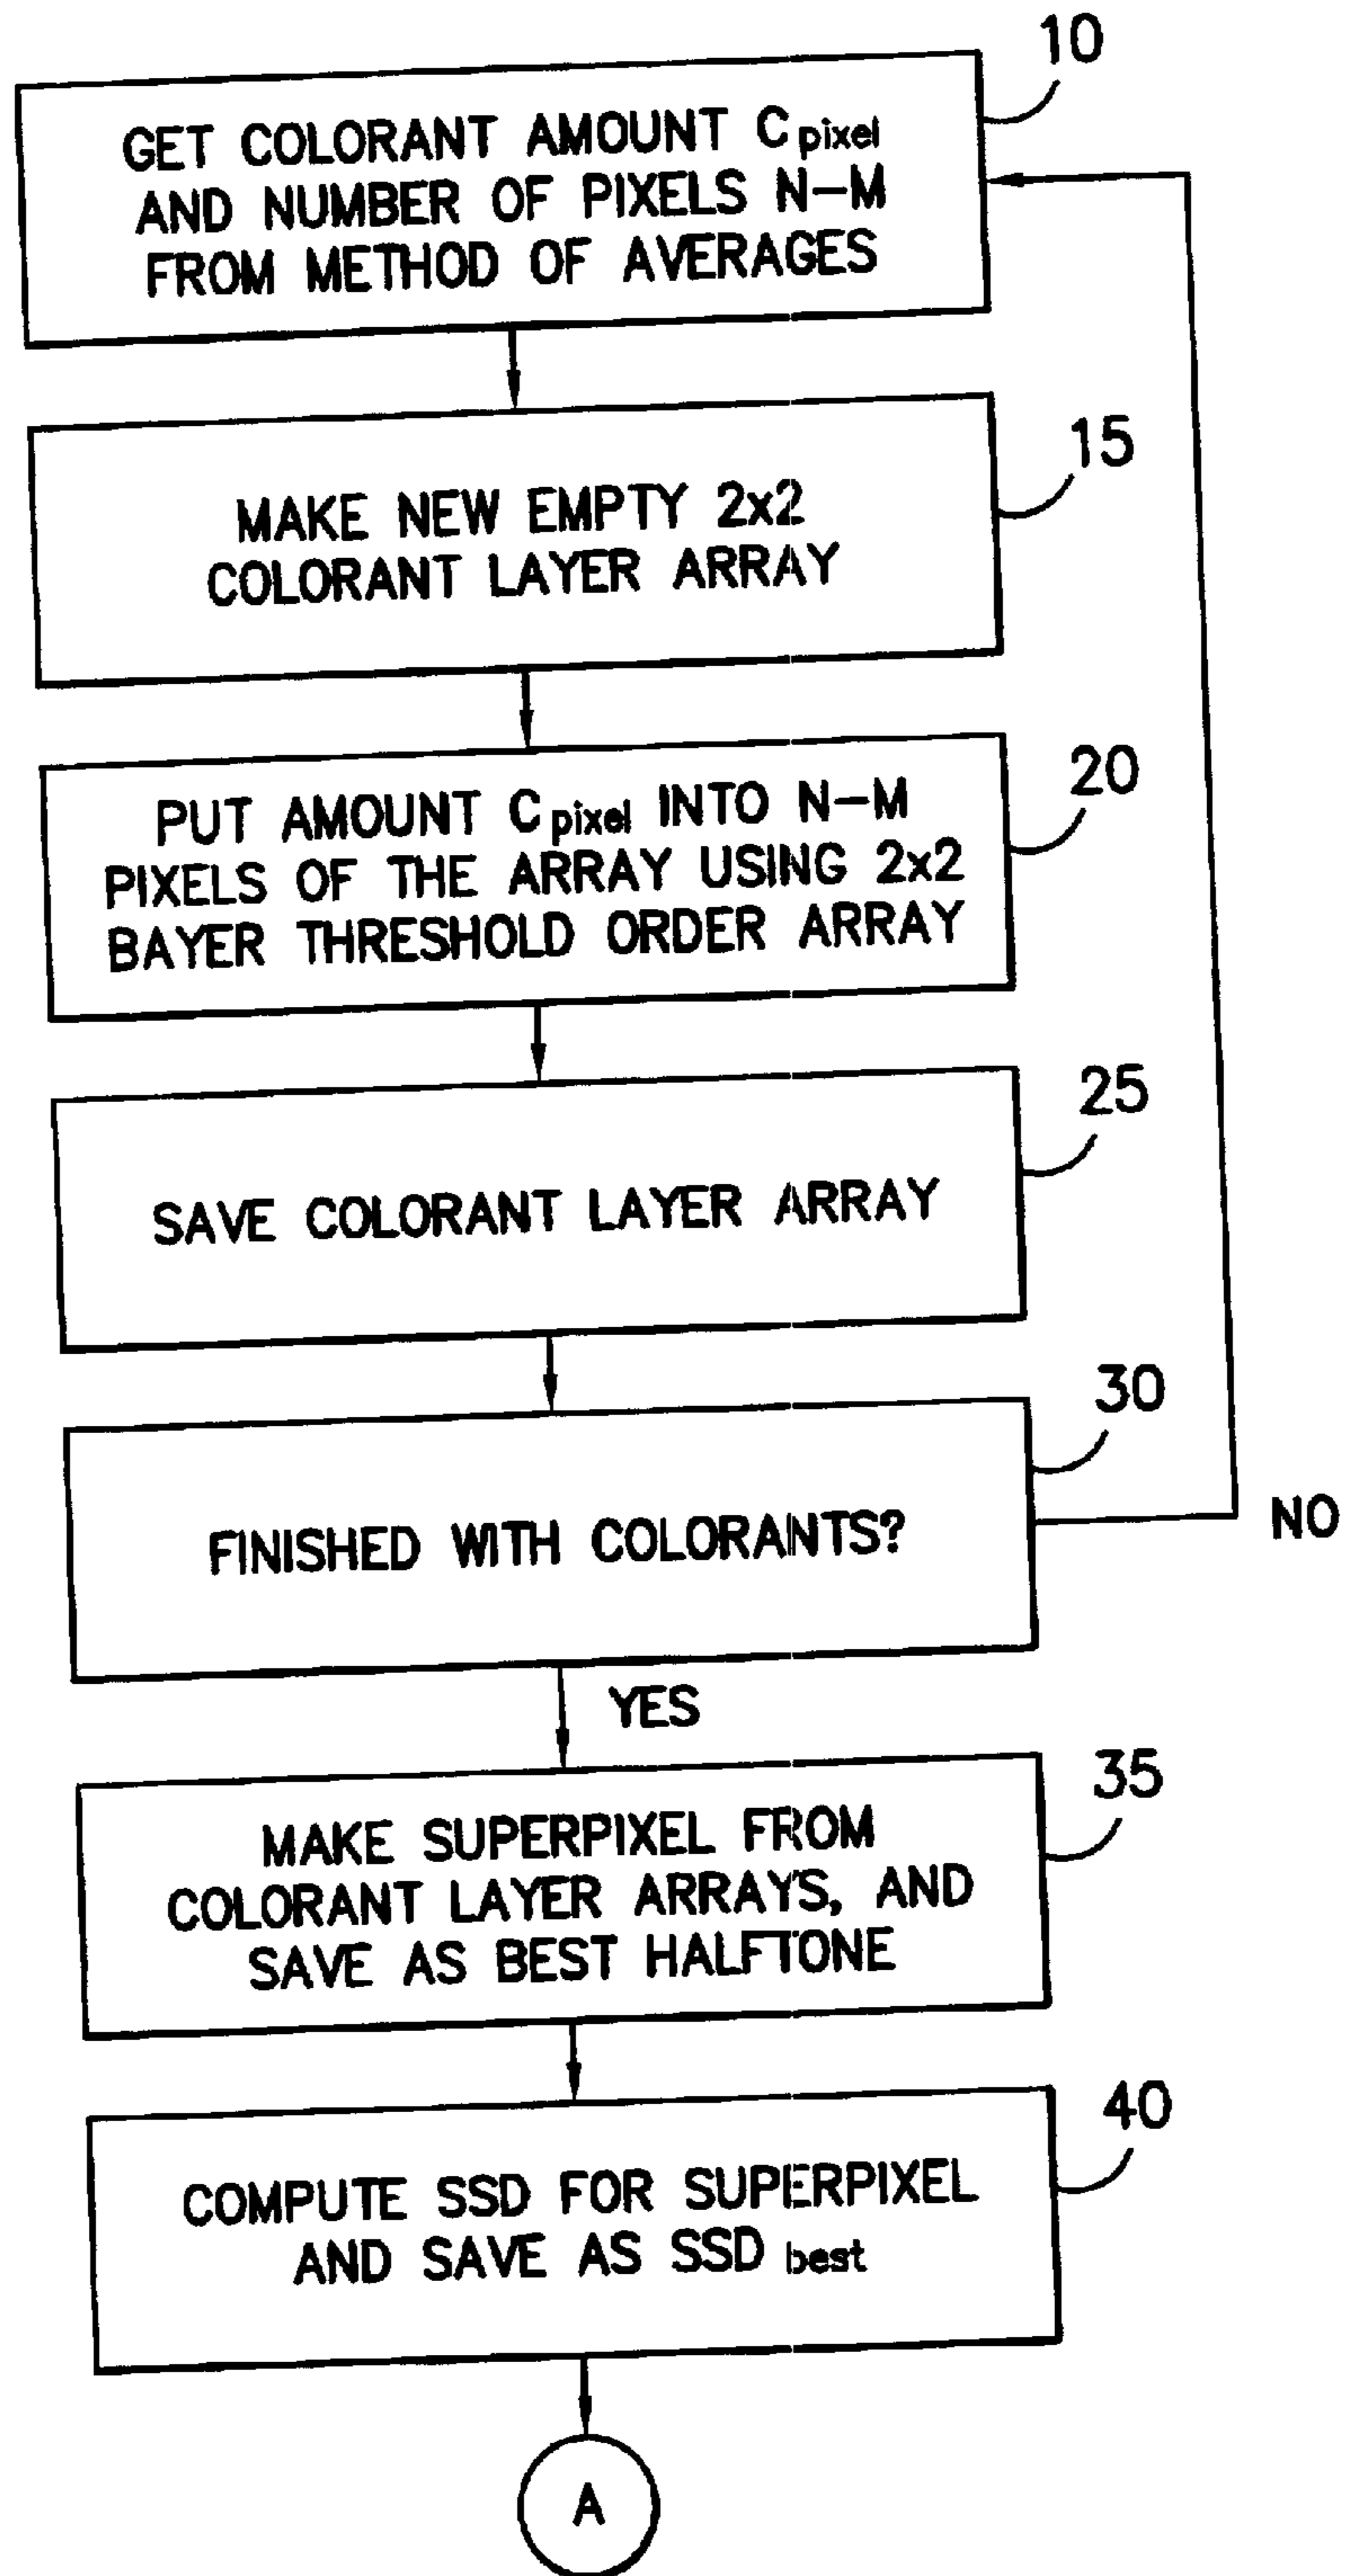 10
GET COLORANT AMOUNT Cpixel
AND NUMBER OF PIXELS N-M
FROM METHOD OF AVERAGES
15
MAKE NEW EMPTY 2x2
COLORANT LAYER ARRAY
20
PUT AMOUNT Cpixel INTO N-M
PIXELS OF THE ARRAY USING 2x2
BAYER THRESHOLD ORDER ARRAY
25
SAVE COLORANT LAYER ARRAY
30
FINISHED WITH COLORANTS?
NO
YES
35
MAKE SUPERPIXEL FROM
COLORANT LAYER ARRAYS, AND
SAVE AS BEST HALFTONE
40
COMPUTE SSD FOR SUPERPIXEL
AND SAVE AS SSD best
A